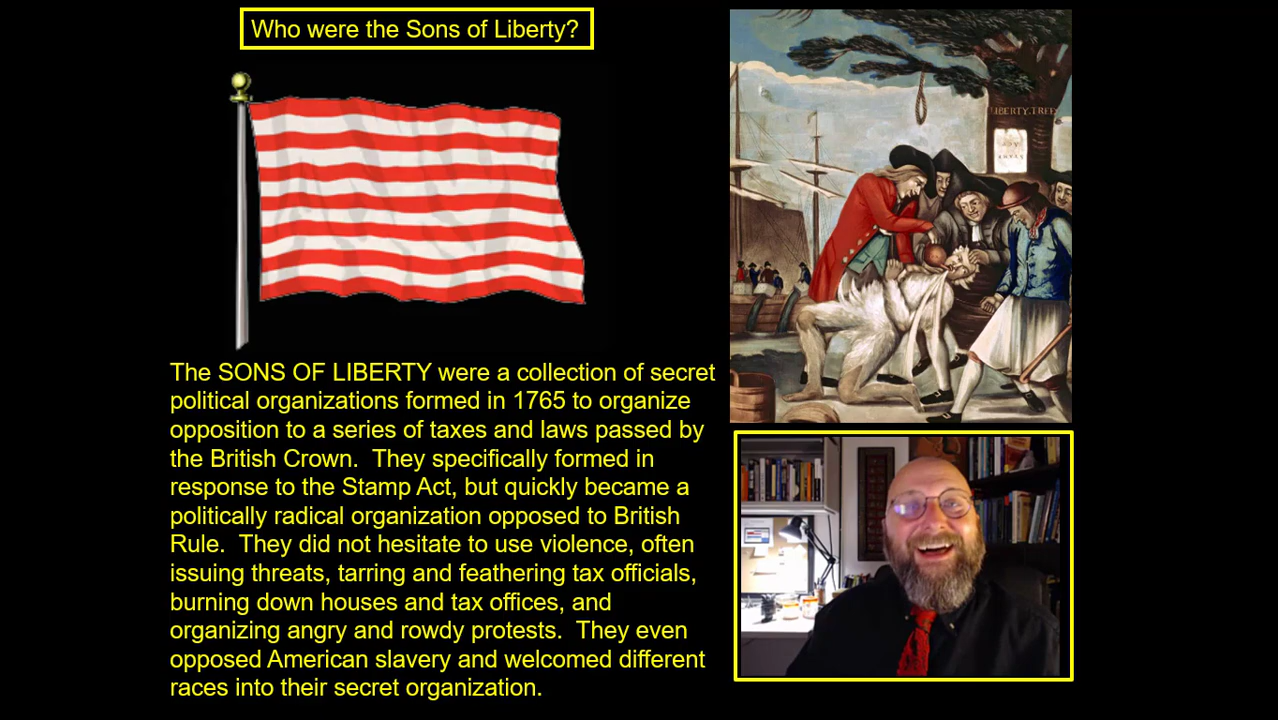 Who were the Sons of Liberty?
LIBERTY.TREE
The SONS OF LIBERTY were a collection of secret
political organizations formed in 1765 to organize
opposition to a series of taxes and laws passed by
the British Crown.  They specifically formed in
response to the Stamp Act, but quickly became a
politically radical organization opposed to British
Rule.  They did not hesitate to use violence, often
issuing threats, tarring and feathering tax officials,
burning down houses and tax offices, and
organizing angry and rowdy protests.  They even
opposed American slavery and welcomed different
races into their secret organization.